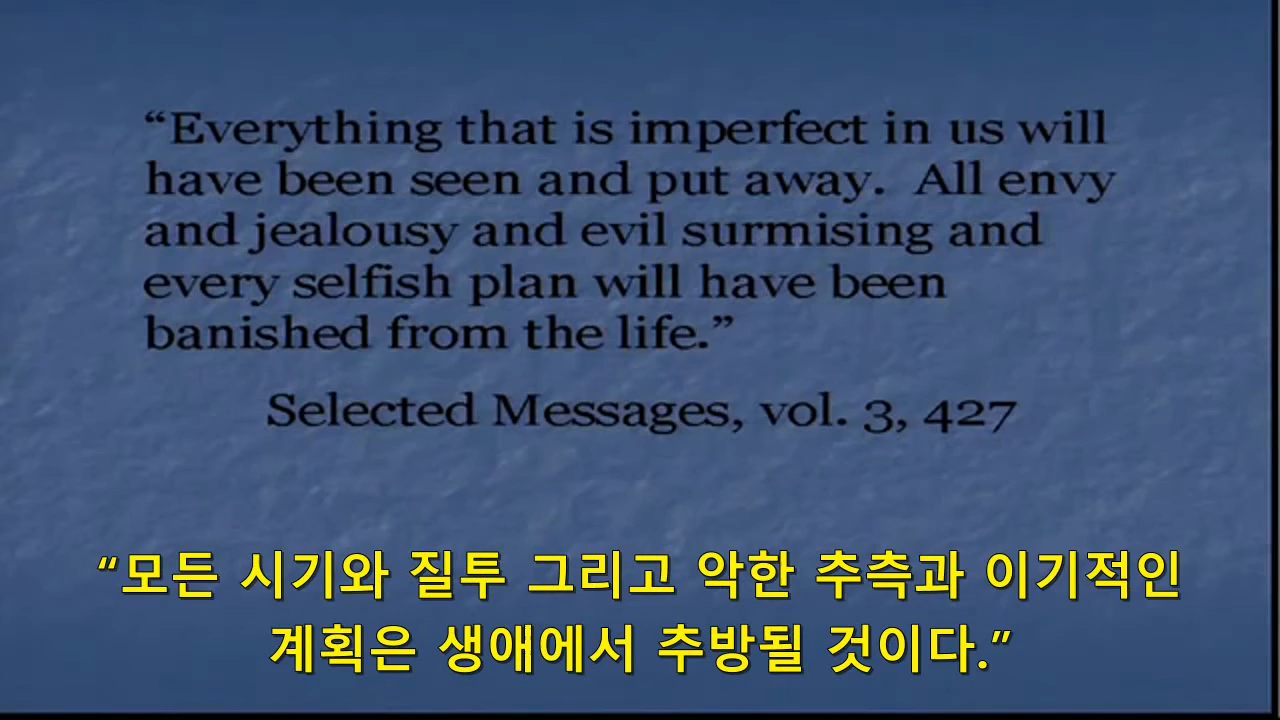 “Everything that is imperfect in us will
have been seen and put away.  All envy
and jealousy and evil surmising and
every selfish plan will have been
banished from the life.”
Selected Messages, vol. 3, 427
“모든 시기와 질투 그리고 악한 추측과 이기적인
계획은 생애에서 추방될 것이다.”